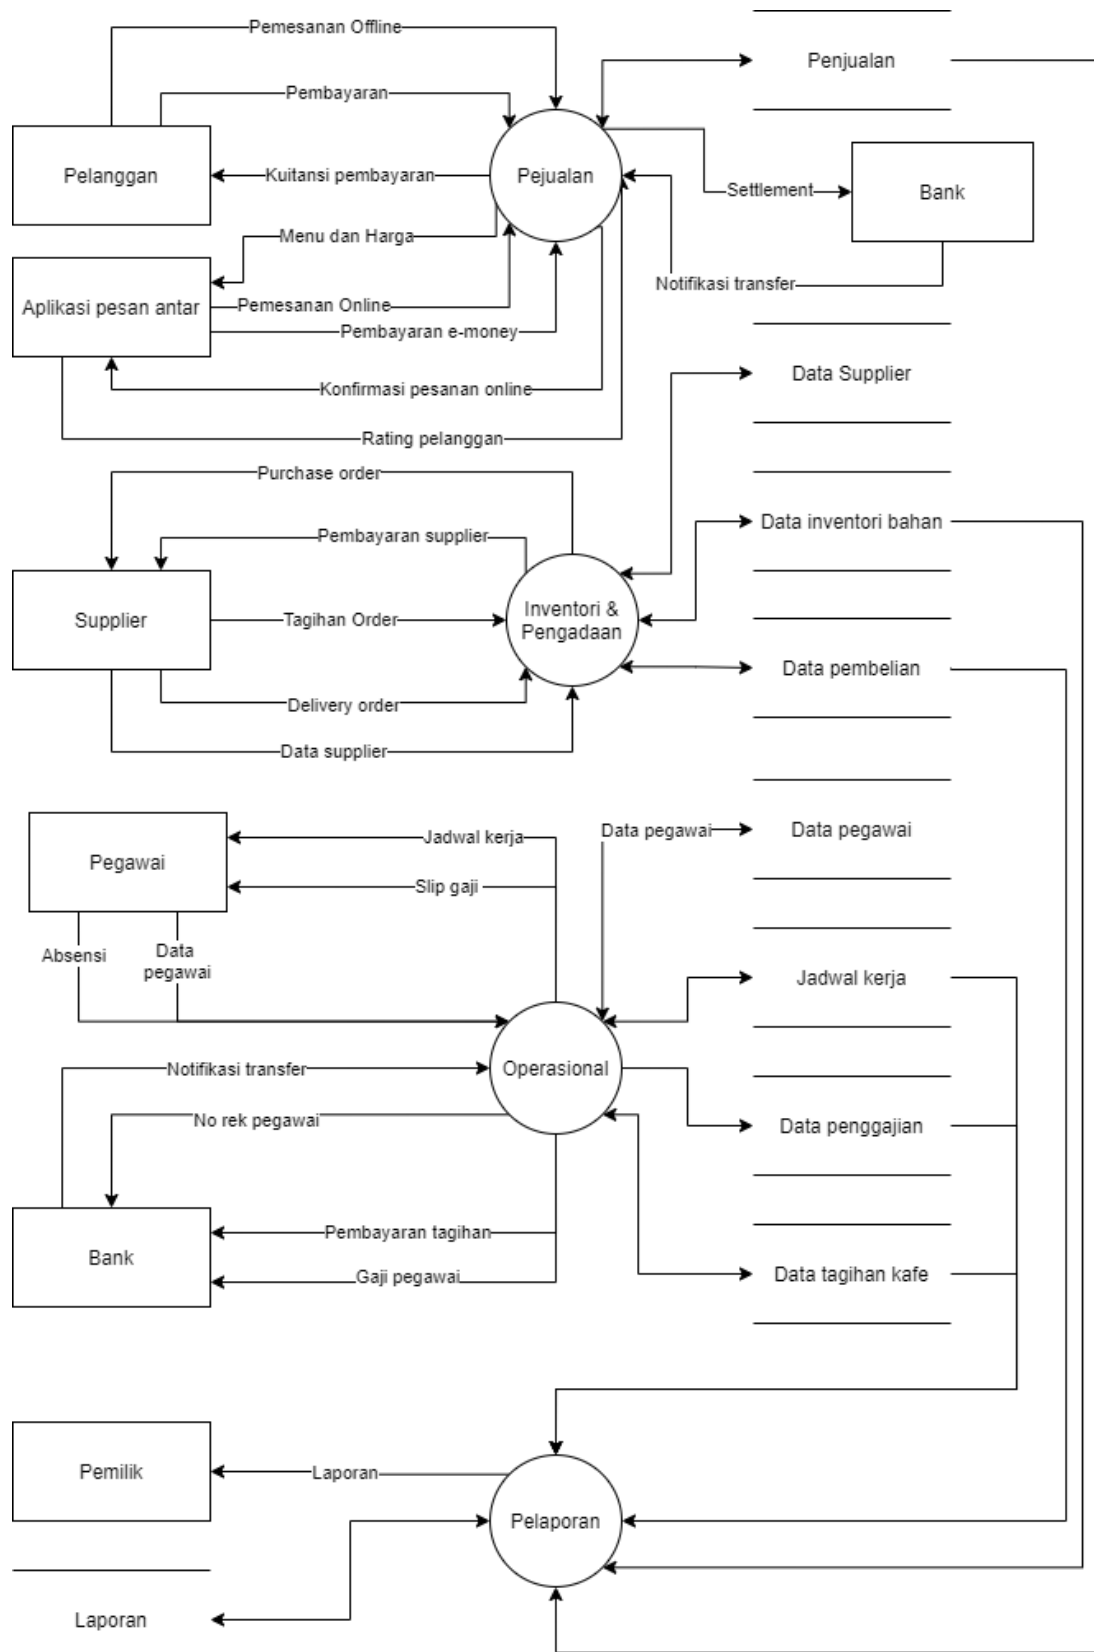 Pemesanan Offline
Penjualan
Pembayaran
Pelanggan
Kuitansi pembayaran
Pejualan
Settlement
Bank
Menu dan Harga
Notifikasi transfer
Aplikasi pesan antar
Pemesanan Online
Pembayaran e-money
Konfirmasi pesanan online
Data Supplier
Rating pelanggan
Purchase order
Data inventori bahan
Pembayaran supplier
Supplier
Tagihan Order
Inventori &
Pengadaan
Data pembelian
Delivery order
Data supplier
Jadwal kerja
Data pegawai
Data pegawai
Pegawai
Slip gaji
Absensi
Data
pegawai
Jadwal kerja
Notifikasi transfer
Operasional
No rek pegawai
Data penggajian
Pembayaran tagihan
Bank
Gaji pegawai
Data tagihan kafe
Pemilik
Laporan
Pelaporan
Laporan